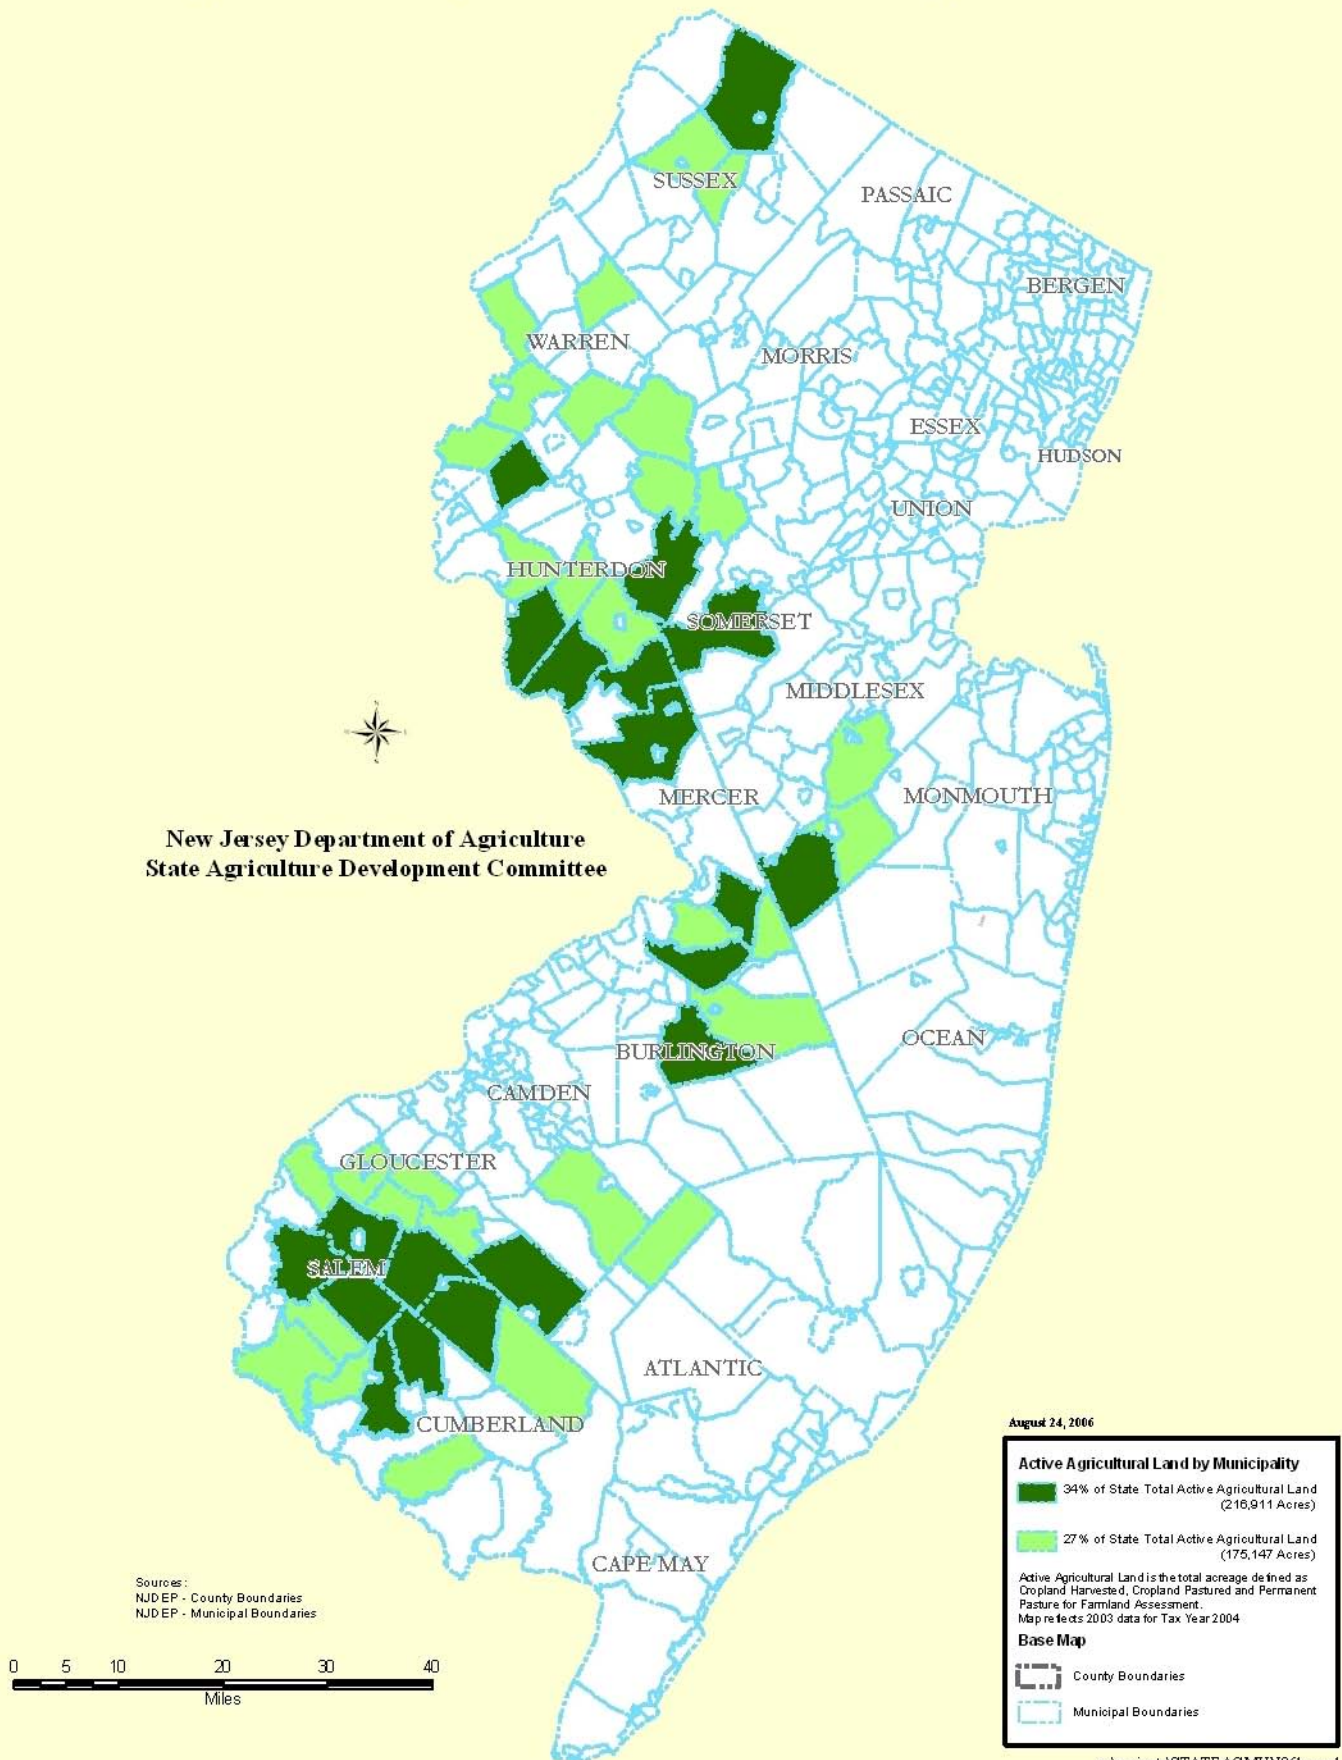 SUSSEX
PASSAIC
BERGEN
WARREN
MORRIS
ESSEX
HUDSON
UNION
HUNTERDON
SOMERSET
MIDDLESEX
MERCER
MONMOUTH
New Jersey Department of Agriculture
State Agriculture Development Committee
OCEAN
BURLINGTON
CAMDEN
GLOUCESTER
SALEM
ATLANTIC
CUMBERLAND
CAPE MAY
August 24, 2006
Active Agricultural Land by Municipality
34% of State Total Active Agricultural Land
(216,911 Acres)
27% of State Total Active Agricultural Land
(175,147 Acres)
Active Agricultural Land is the total acreage defined as
Cropland Harvested, Cropland Pastured and Permanent
Pasture for Farmland Assessment.
Map reflects 2003 data for Tax Year 2004
Base Map
County Boundaries
Municipal Boundaries
Sources:
NJDEP - County Boundaries
NJDEP - Municipal Boundaries
0 5 10 20 30 40
Miles